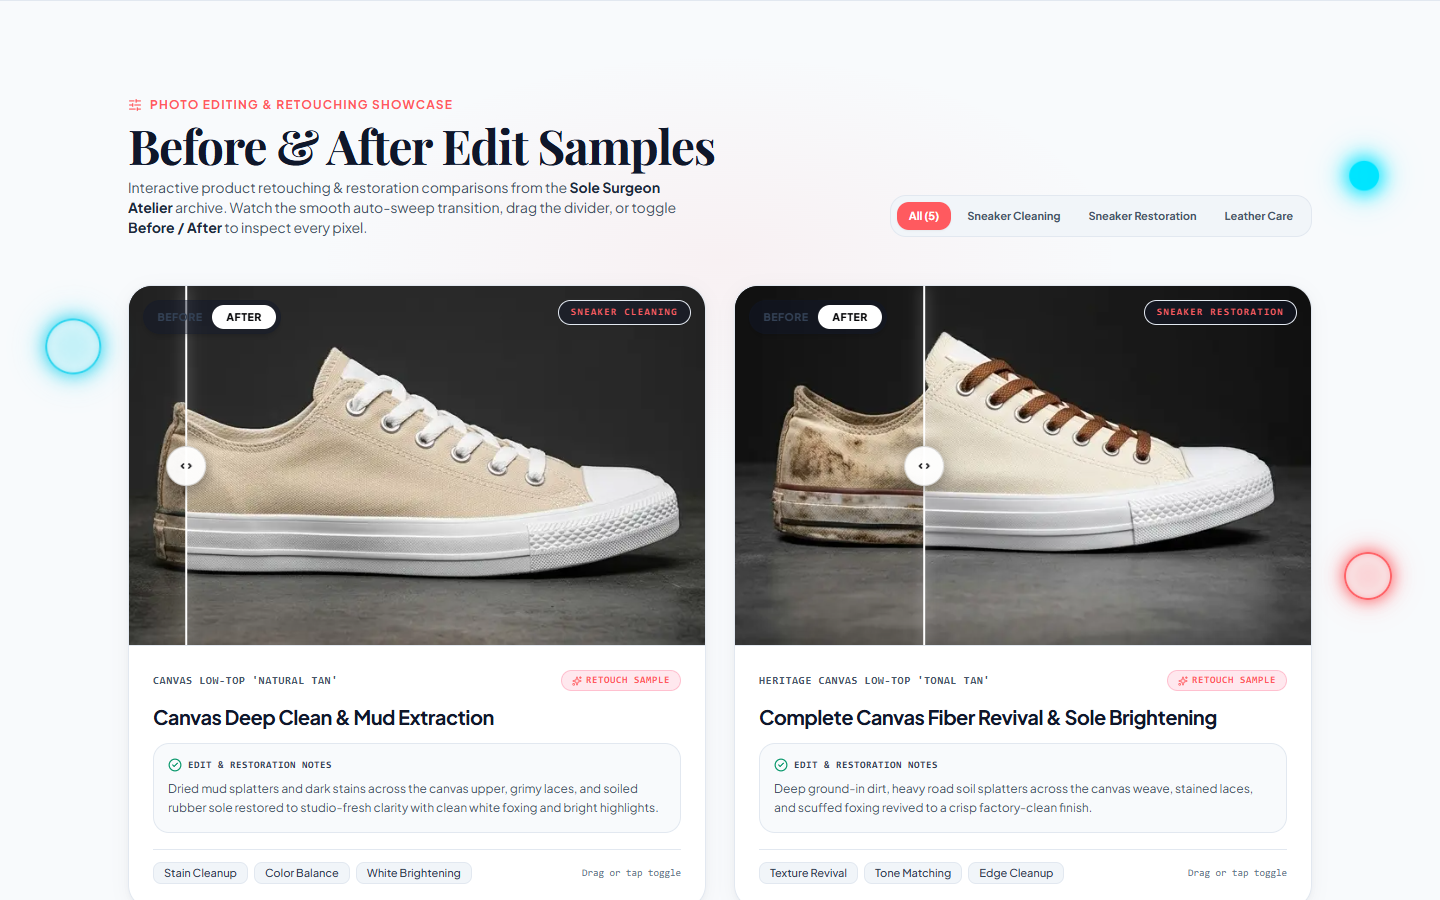 PHOTO EDITING & RETOUCHING SHOWCASE
Before & After Edit Samples
Interactive product retouching & restoration comparisons from the Sole Surgeon
Atelier archive. Watch the smooth auto-sweep transition, drag the divider, or toggle
Before / After to inspect every pixel.
All (5)
Sneaker Cleaning
Sneaker Restoration
Leather Care
BEFORE
AFTER
SNEAKER CLEANING
BEFORE
AFTER
SNEAKER RESTORATION
CANVAS LOW-TOP 'NATURAL TAN'
RETOUCH SAMPLE
Canvas Deep Clean & Mud Extraction
EDIT & RESTORATION NOTES
Dried mud splatters and dark stains across the canvas upper, grimy laces, and soiled
rubber sole restored to studio-fresh clarity with clean white foxing and bright highlights.
Stain Cleanup
Color Balance
White Brightening
Drag or tap toggle
HERITAGE CANVAS LOW-TOP 'TONAL TAN'
RETOUCH SAMPLE
Complete Canvas Fiber Revival & Sole Brightening
EDIT & RESTORATION NOTES
Deep ground-in dirt, heavy road soil splatters across the canvas weave, stained laces,
and scuffed foxing revived to a crisp factory-clean finish.
Texture Revival
Tone Matching
Edge Cleanup
Drag or tap toggle